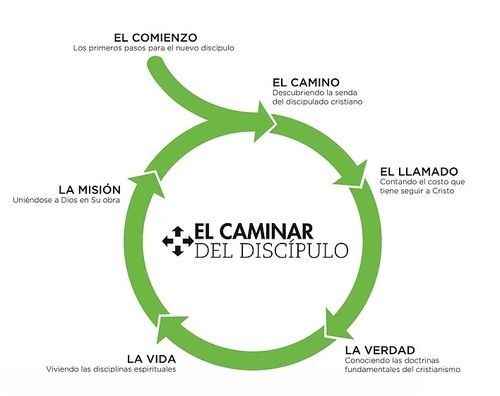 EL COMIENZO
Los primeros pasos para el nuevo discípulo
EL CAMINO
Descubriendo la senda
del discipulado cristiano
EL LLAMADO
Contando el costo que
tiene seguir a Cristo
LA MISIÓN
Uniéndose a Dios en Su obra
EL CAMINAR
DEL DISCÍPULO
LA VERDAD
Conociendo las doctrinas
fundamentales del cristianismo
LA VIDA
Viviendo las disciplinas espirituales